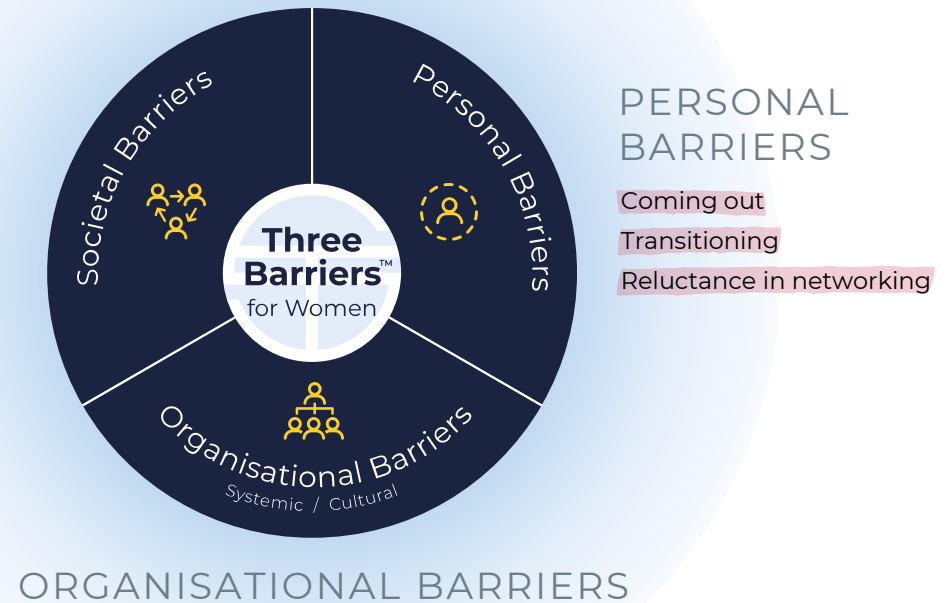 Societal Barriers
Personal Barriers
Three
Barriers™
for Women
Organisational Barriers
Systemic / Cultural
PERSONAL
BARRIERS
Coming out
Transitioning
Reluctance in networking
ORGANISATIONAL BARRIERS